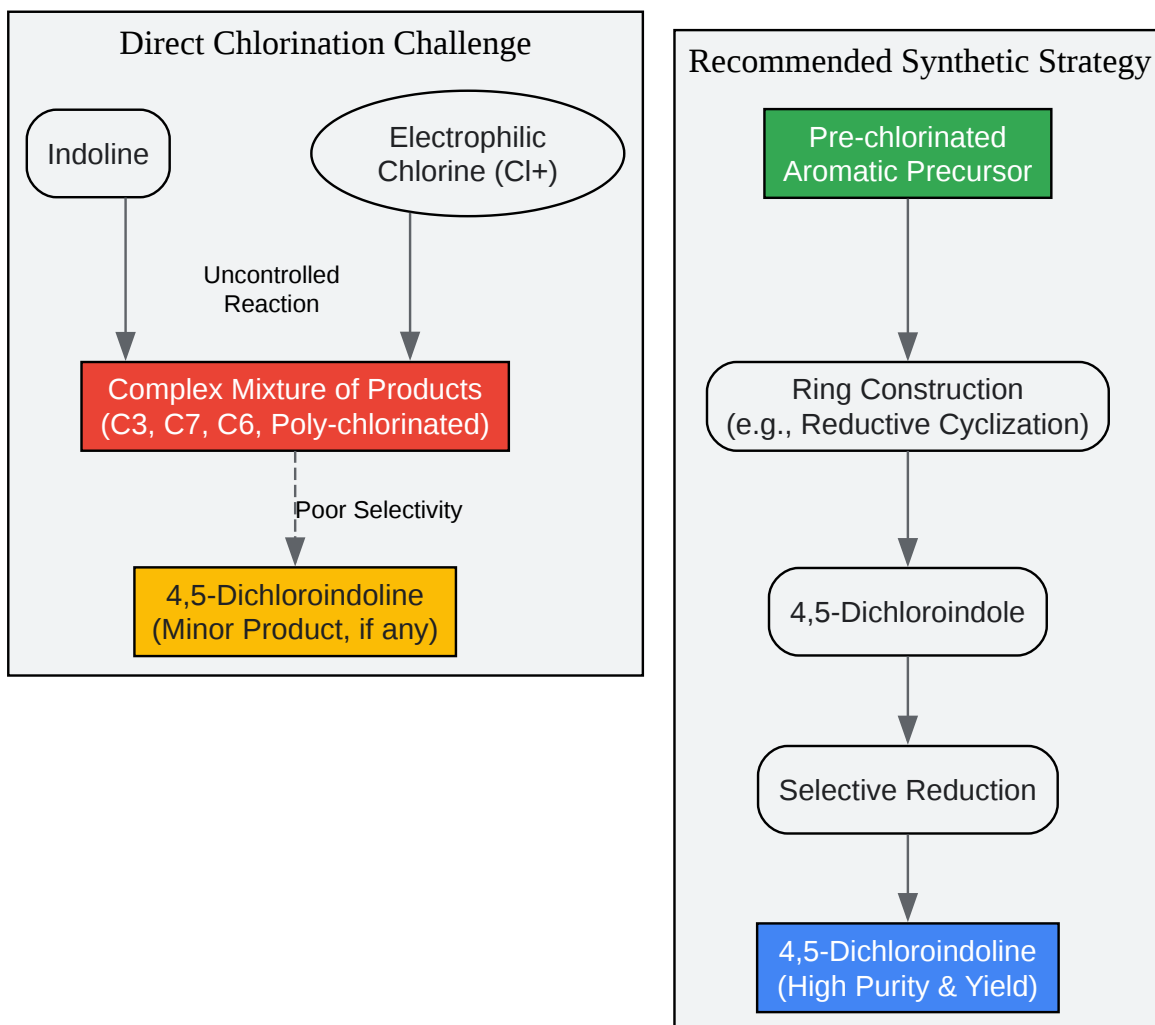 Direct Chlorination Challenge
Indoline
Electrophilic
Chlorine (Cl+)
Uncontrolled
Reaction
Complex Mixture of Products
(C3, C7, C6, Poly-chlorinated)
Poor Selectivity
4,5-Dichloroindoline
(Minor Product, if any)
Recommended Synthetic Strategy
Pre-chlorinated
Aromatic Precursor
Ring Construction
(e.g., Reductive Cyclization)
4,5-Dichloroindole
Selective Reduction
4,5-Dichloroindoline
(High Purity & Yield)